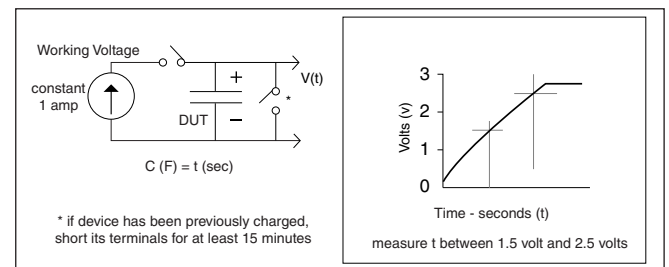 Working Voltage
constant
1 amp
+
V(t)
*
DUT
−
C (F) = t (sec)
* if device has been previously charged,
short its terminals for at least 15 minutes
Volts (v)
3
2
1
0
Time - seconds (t)
measure t between 1.5 volt and 2.5 volts